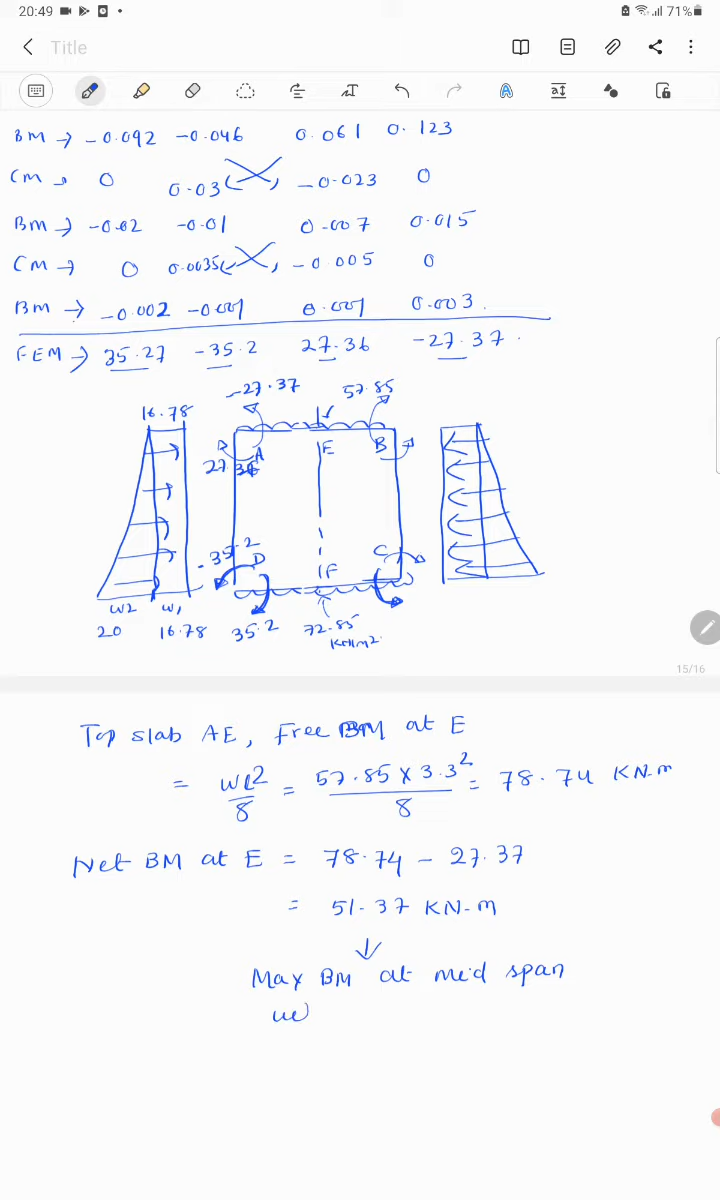 20:49
71%
Title
BM → -0.092 -0.046 0.061 0.123
CM → 0 0.03 -0.023 0
BM → -0.02 -0.01 0.007 0.015
CM → 0 0.0035 -0.005 0
BM → -0.002 -0.001 0.001 0.003
FEM → 35.27 -35.2 27.36 -27.37
-27.37 57.85
16.78
A E B
27.36
-35.2 D C
F
W2 W1
20 16.78 35.2 72.85
KN/m2
15/16
Top slab AE, Free BM at E
= wl2/8 = 57.85 x 3.3^2/8 = 78.74 KN-m
Net BM at E = 78.74 - 27.37
= 51.37 KN-m
↓
Max BM at mid span